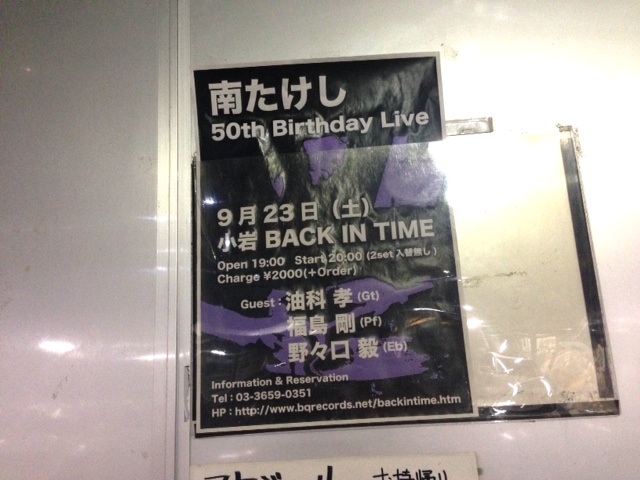 南たけし
50th Birthday Live
9月23日（土）
小岩 BACK IN TIME
Open 19:00 Start 20:00 (2set 入替無し)
Charge ¥2000(+Order)
Guest : 油科 孝 (Gt)
福島 剛 (Pf)
野々口 毅 (Eb)
Information & Reservation
Tel : 03-3659-0351
HP : http://www.bqrecords.net/backintime.htm